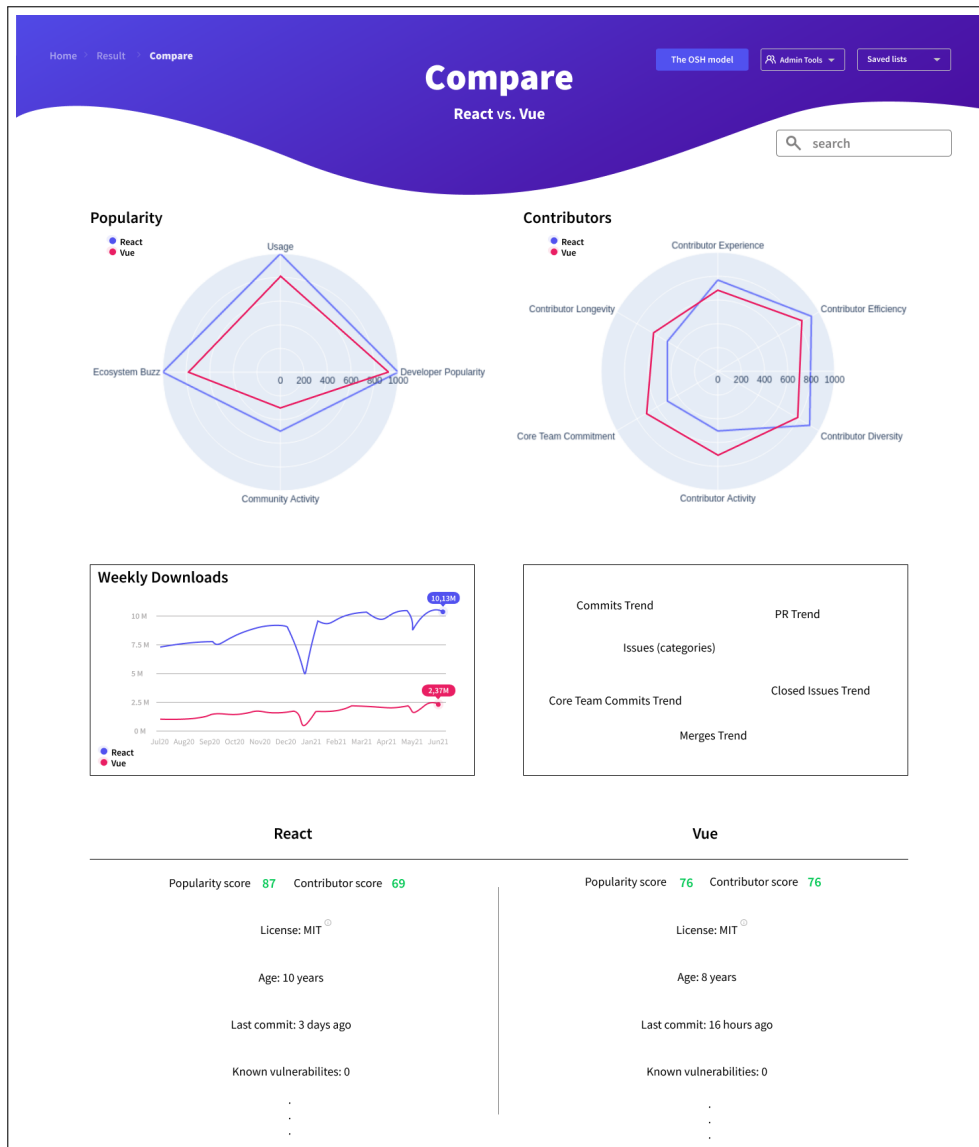 Home › Result › Compare
The OSH model
Admin Tools
Saved lists
Compare
React vs. Vue
search
Popularity
React
Vue
Usage
Ecosystem Buzz
0 200 400 600 800 1000
Developer Popularity
Community Activity
Contributors
React
Vue
Contributor Experience
Contributor Longevity
Contributor Efficiency
0 200 400 600 800 1000
Core Team Commitment
Contributor Diversity
Contributor Activity
Weekly Downloads
10,13M
10 M
7.5 M
5 M
2,37M
2.5 M
0 M
Jul20 Aug20 Sep20 Oct20 Nov20 Dec20 Jan21 Feb21 Mar21 Apr21 May21 Jun21
React
Vue
Commits Trend
PR Trend
Issues (categories)
Closed Issues Trend
Core Team Commits Trend
Merges Trend
React
Vue
Popularity score 87 Contributor score 69
Popularity score 76 Contributor score 76
License: MIT
License: MIT
Age: 10 years
Age: 8 years
Last commit: 3 days ago
Last commit: 16 hours ago
Known vulnerabilites: 0
Known vulnerabilities: 0
.
.
.
.
.
.